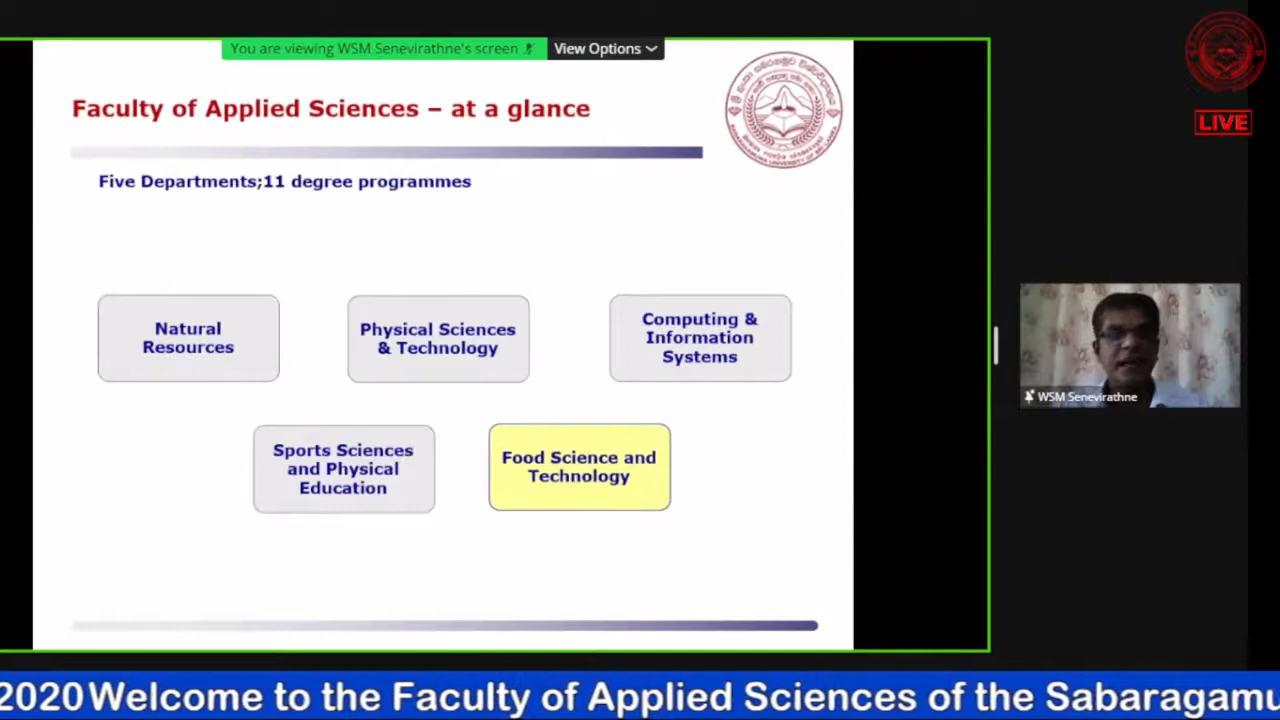 You are viewing WSM Senevirathne's screen
View Options
LIVE
Faculty of Applied Sciences – at a glance
Five Departments;11 degree programmes
Natural
Resources
Physical Sciences
& Technology
Computing &
Information
Systems
Sports Sciences
and Physical
Education
Food Science and
Technology
WSM Senevirathne
2020 Welcome to the Faculty of Applied Sciences of the Sabaragamu